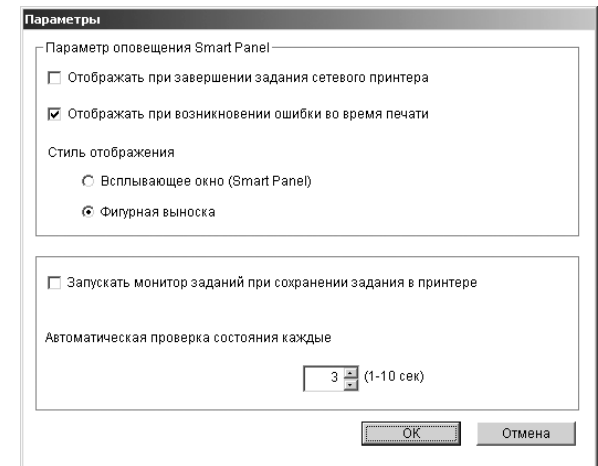 Параметры
Параметр оповещения Smart Panel
Отображать при завершении задания сетевого принтера
Отображать при возникновении ошибки во время печати
Стиль отображения
Всплывающее окно (Smart Panel)
Фигурная выноска
Запускать монитор заданий при сохранении задания в принтере
Автоматическая проверка состояния каждые
3 (1-10 сек)
OK Отмена